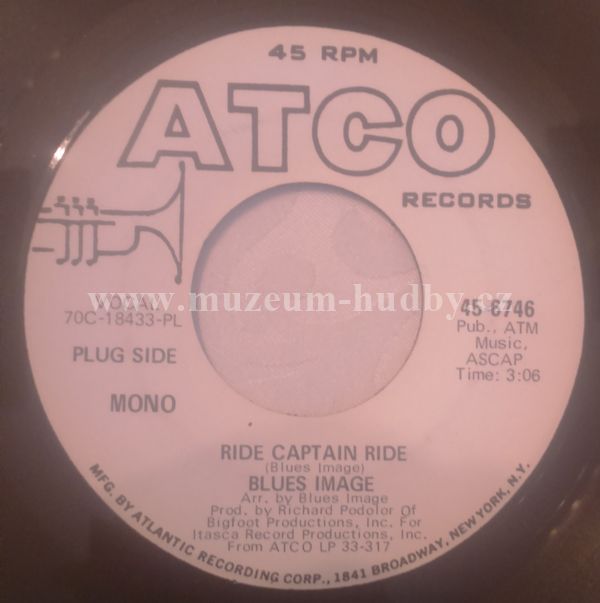 45 RPM
ATCO
RECORDS
www.muzeum-hudby.cz
VOCAL
70C-18433-PL
PLUG SIDE
MONO
45-6746
Pub., ATM
Music,
ASCAP
Time: 3:06
RIDE CAPTAIN RIDE
(Blues Image)
BLUES IMAGE
Arr. by Blues Image
Prod. by Richard Podolor Of
Bigfoot Productions, Inc. For
Itasca Record Productions, Inc.
From ATCO LP 33-317
MFG. BY ATLANTIC RECORDING CORP., 1841 BROADWAY, NEW YORK, N.Y.